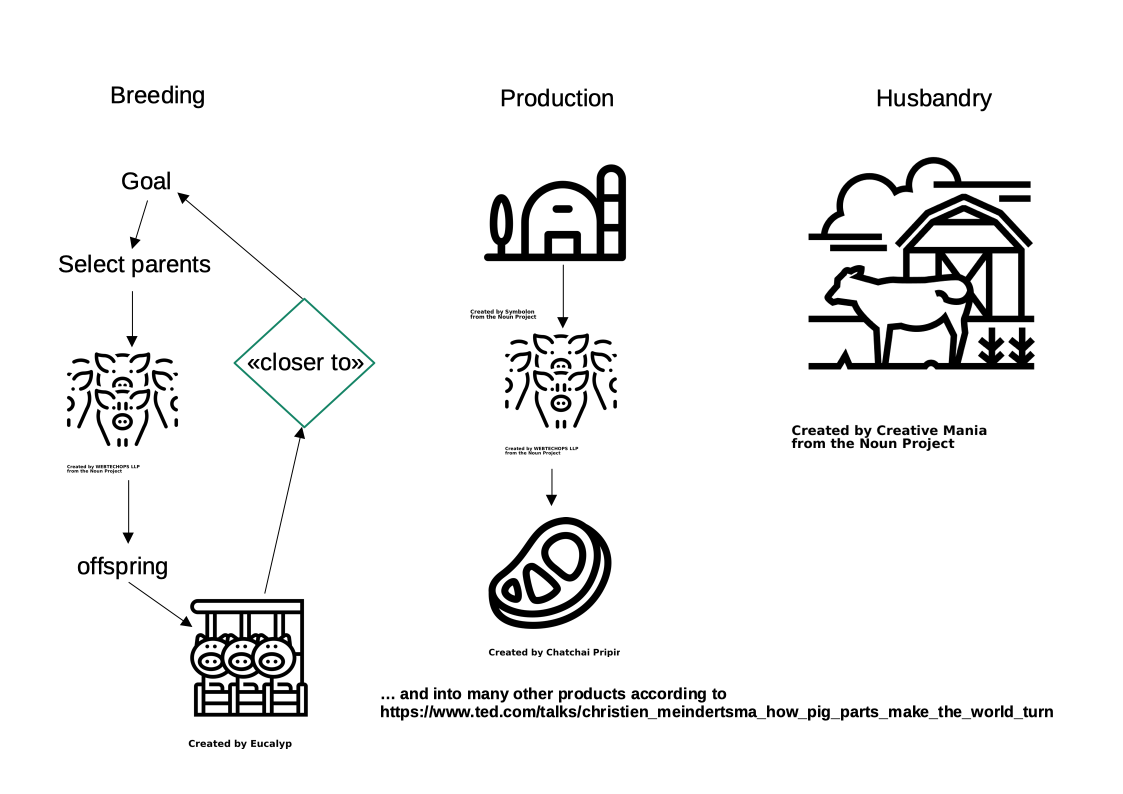 Breeding
Production
Husbandry
Goal
Select parents
«closer to»
Created by WEBTECHOPS LLP
from the Noun Project
offspring
Created by Eucalyp
Created by Symbolon
from the Noun Project
Created by WEBTECHOPS LLP
from the Noun Project
Created by Chatchai Pripir
Created by Creative Mania
from the Noun Project
… and into many other products according to
https://www.ted.com/talks/christien_meindertsma_how_pig_parts_make_the_world_turn